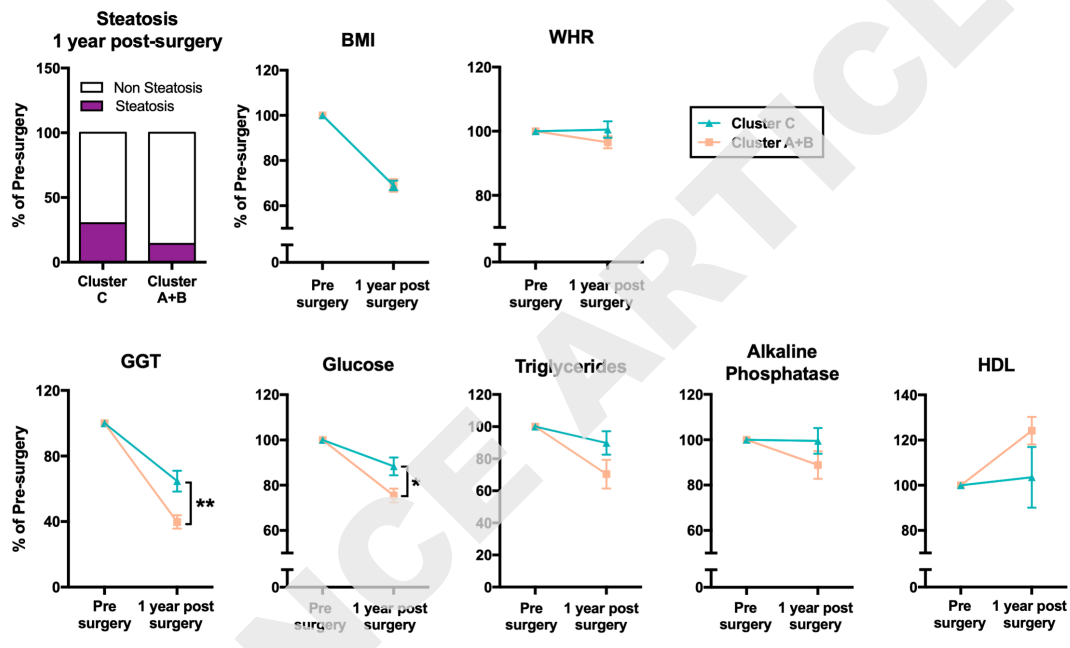 Steatosis
1 year post-surgery
% of Pre-surgery
150
100
50
0
Non Steatosis
Steatosis
Cluster C
Cluster A+B
BMI
% of Pre-surgery
120
100
80
60
0
Pre surgery
1 year post surgery
WHR
120
100
80
0
Pre surgery
1 year post surgery
Cluster C
Cluster A+B
GGT
% of Pre-surgery
120
80
40
0
**
Pre surgery
1 year post surgery
Glucose
120
100
80
60
0
*
Pre surgery
1 year post surgery
Triglycerides
120
100
80
60
40
20
0
Pre surgery
1 year post surgery
Alkaline
Phosphatase
120
100
80
60
0
Pre surgery
1 year post surgery
HDL
140
120
100
80
0
Pre surgery
1 year post surgery
NCE ARTICL